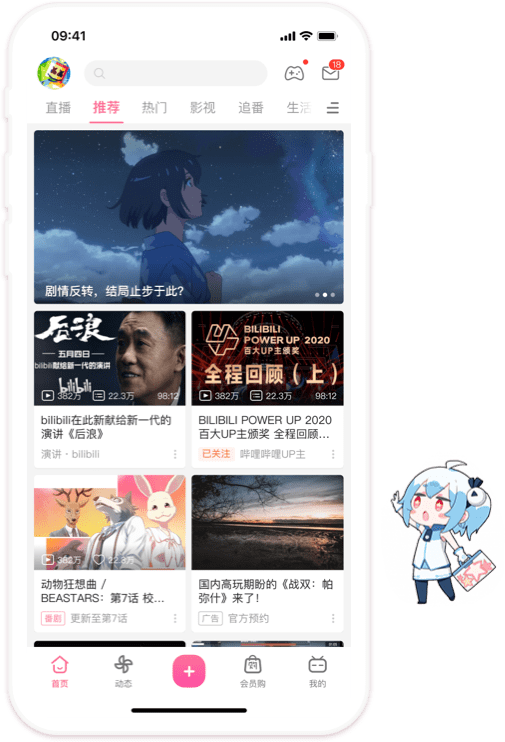 09:41
18
直播 推荐 热门 影视 追番 生活
剧情反转，结局止步于此？
后浪
五月四日
bilibili献给新一代的演讲
bilibili
382万 22.3万 98:12
bilibili在此新献给新一代的
演讲《后浪》
演讲 · bilibili
BILIBILI
POWER UP 2020
百大UP主颁奖
全程回顾（上）
382万 22.3万 98:12
BILIBILI POWER UP 2020
百大UP主颁奖 全程回顾…
已关注 哔哩哔哩UP主
382万 22.3万
动物狂想曲 /
BEASTARS：第7话 校…
番剧 更新至第7话
国内高玩期盼的《战双：帕
弥什》来了！
广告 官方预约
首页 动态 会员购 我的